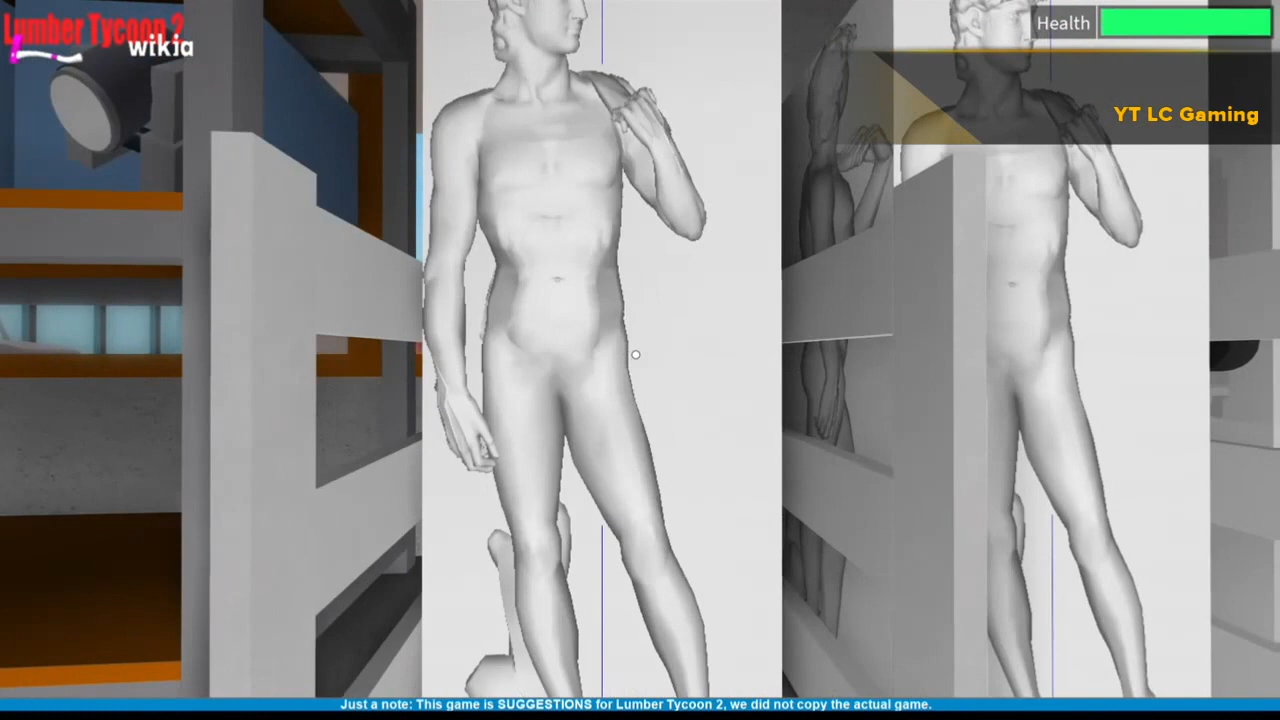 Lumber Tycoon 2
wikia
Health
YT LC Gaming
Just a note: This game is SUGGESTIONS for Lumber Tycoon 2, we did not copy the actual game.